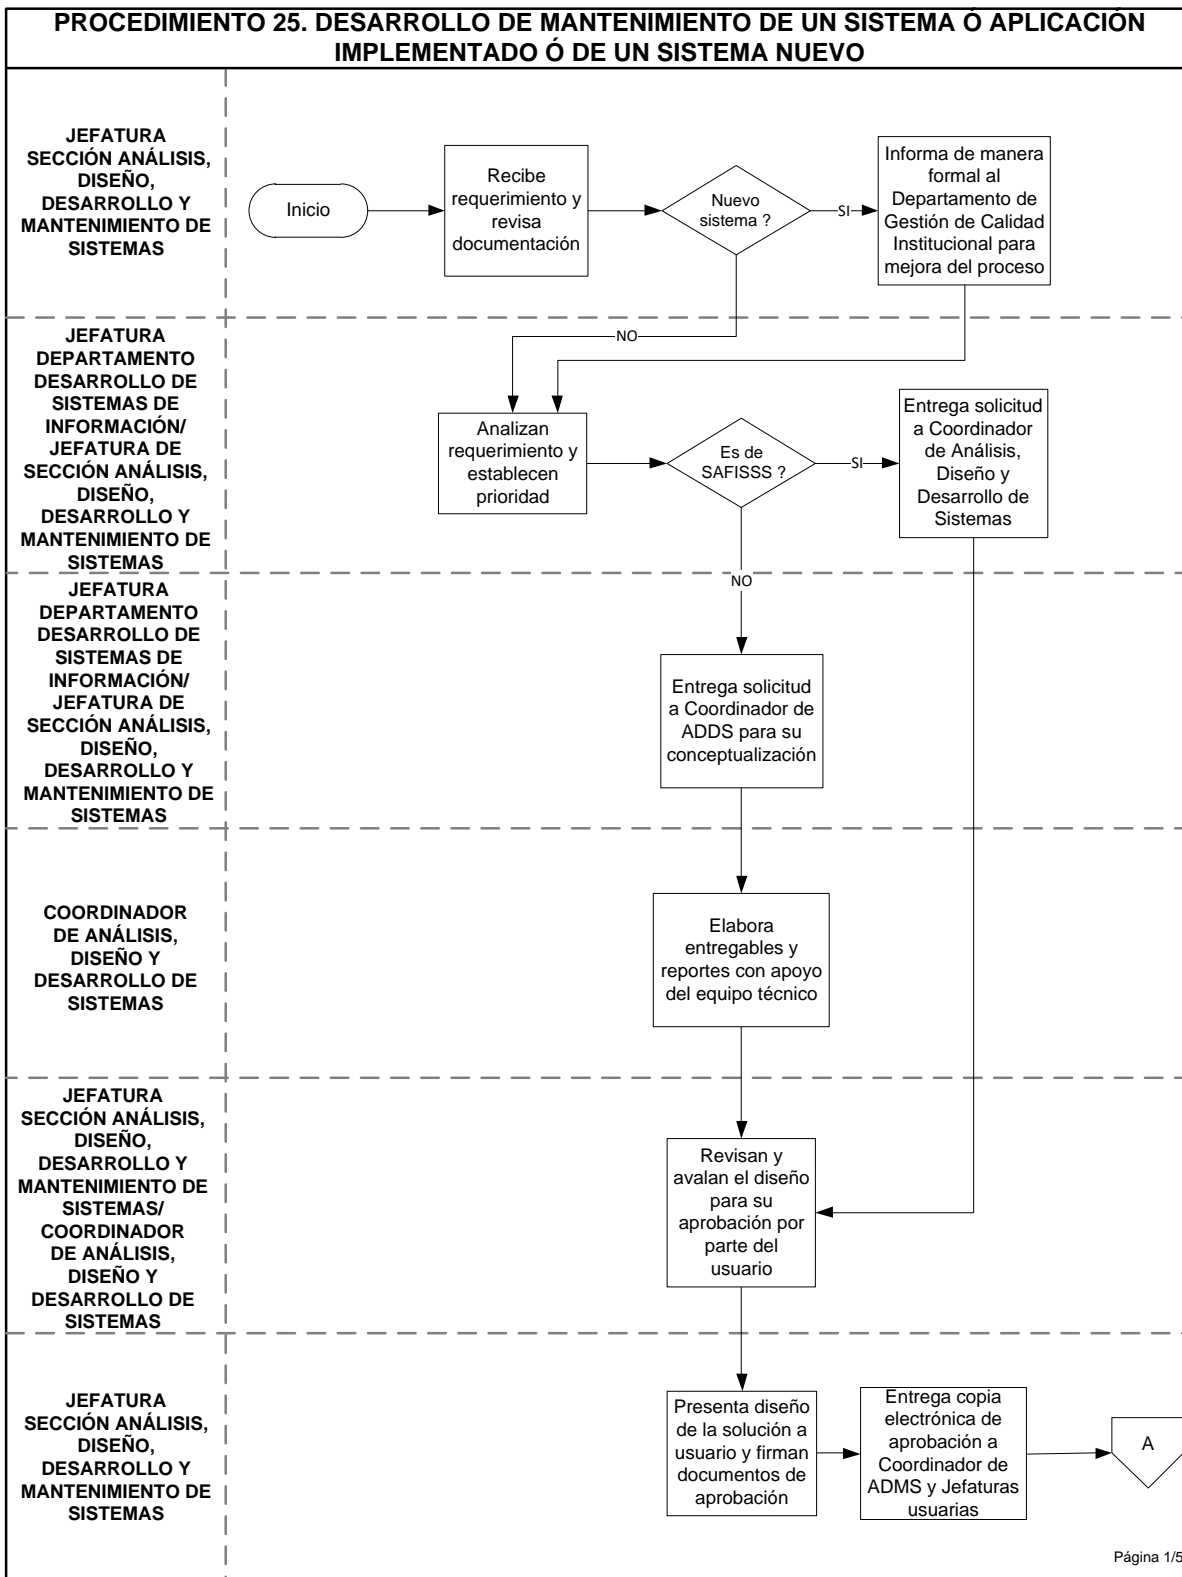 PROCEDIMIENTO 25. DESARROLLO DE MANTENIMIENTO DE UN SISTEMA Ó APLICACIÓN
IMPLEMENTADO Ó DE UN SISTEMA NUEVO
JEFATURA
SECCIÓN ANÁLISIS,
DISEÑO,
DESARROLLO Y
MANTENIMIENTO DE
SISTEMAS
Inicio
Recibe
requerimiento y
revisa
documentación
Nuevo
sistema ?
SI
Informa de manera
formal al
Departamento de
Gestión de Calidad
Institucional para
mejora del proceso
NO
JEFATURA
DEPARTAMENTO
DESARROLLO DE
SISTEMAS DE
INFORMACIÓN/
JEFATURA DE
SECCIÓN ANÁLISIS,
DISEÑO,
DESARROLLO Y
MANTENIMIENTO DE
SISTEMAS
Analizan
requerimiento y
establecen
prioridad
Es de
SAFISSS ?
SI
Entrega solicitud
a Coordinador
de Análisis,
Diseño y
Desarrollo de
Sistemas
NO
JEFATURA
DEPARTAMENTO
DESARROLLO DE
SISTEMAS DE
INFORMACIÓN/
JEFATURA DE
SECCIÓN ANÁLISIS,
DISEÑO,
DESARROLLO Y
MANTENIMIENTO DE
SISTEMAS
Entrega solicitud
a Coordinador de
ADDS para su
conceptualización
COORDINADOR
DE ANÁLISIS,
DISEÑO Y
DESARROLLO DE
SISTEMAS
Elabora
entregables y
reportes con apoyo
del equipo técnico
JEFATURA
SECCIÓN ANÁLISIS,
DISEÑO,
DESARROLLO Y
MANTENIMIENTO DE
SISTEMAS/
COORDINADOR
DE ANÁLISIS,
DISEÑO Y
DESARROLLO DE
SISTEMAS
Revisan y
avalan el diseño
para su
aprobación por
parte del
usuario
JEFATURA
SECCIÓN ANÁLISIS,
DISEÑO,
DESARROLLO Y
MANTENIMIENTO DE
SISTEMAS
Presenta diseño
de la solución a
usuario y firman
documentos de
aprobación
Entrega copia
electrónica de
aprobación a
Coordinador de
ADMS y Jefaturas
usuarias
A
Página 1/5